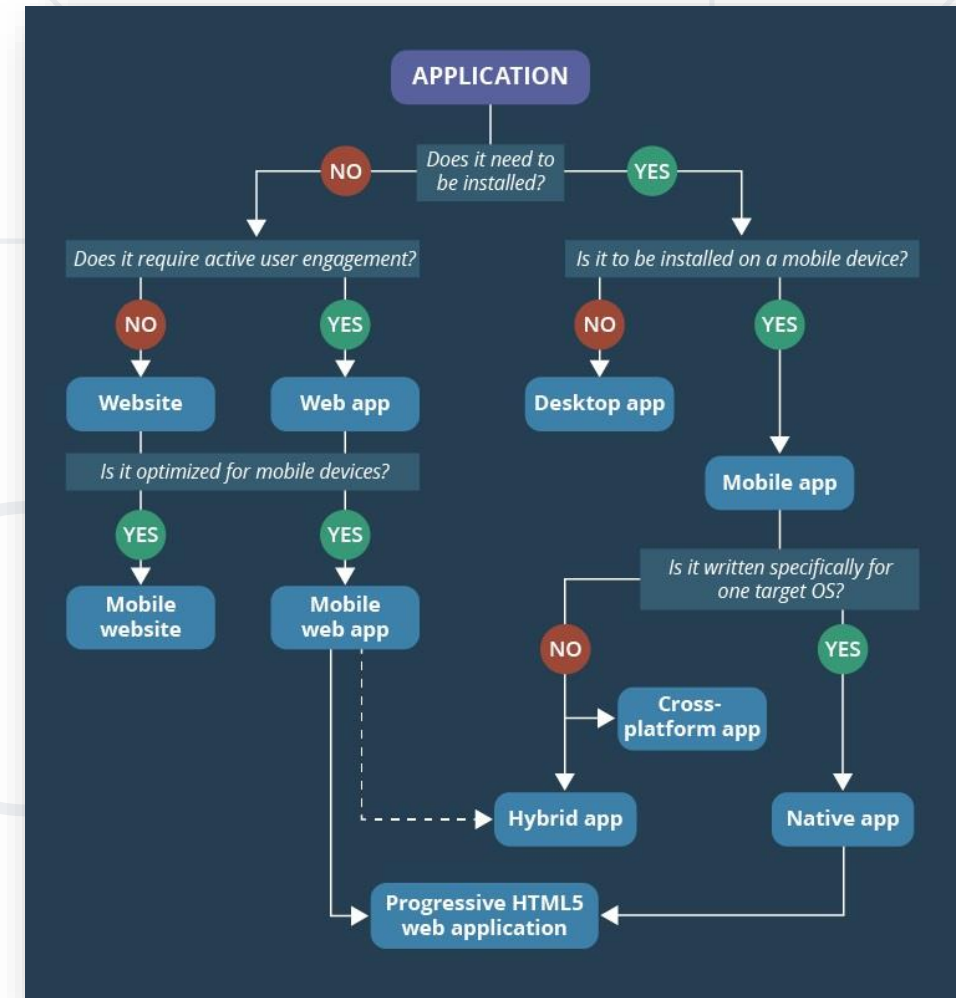 APPLICATION
Does it need to
be installed?
NO
YES
Does it require active user engagement?
Is it to be installed on a mobile device?
NO
YES
NO
YES
Website
Web app
Desktop app
Is it optimized for mobile devices?
Mobile app
YES
YES
Is it written specifically for
one target OS?
Mobile
website
Mobile
web app
NO
YES
Cross-
platform app
Hybrid app
Native app
Progressive HTML5
web application